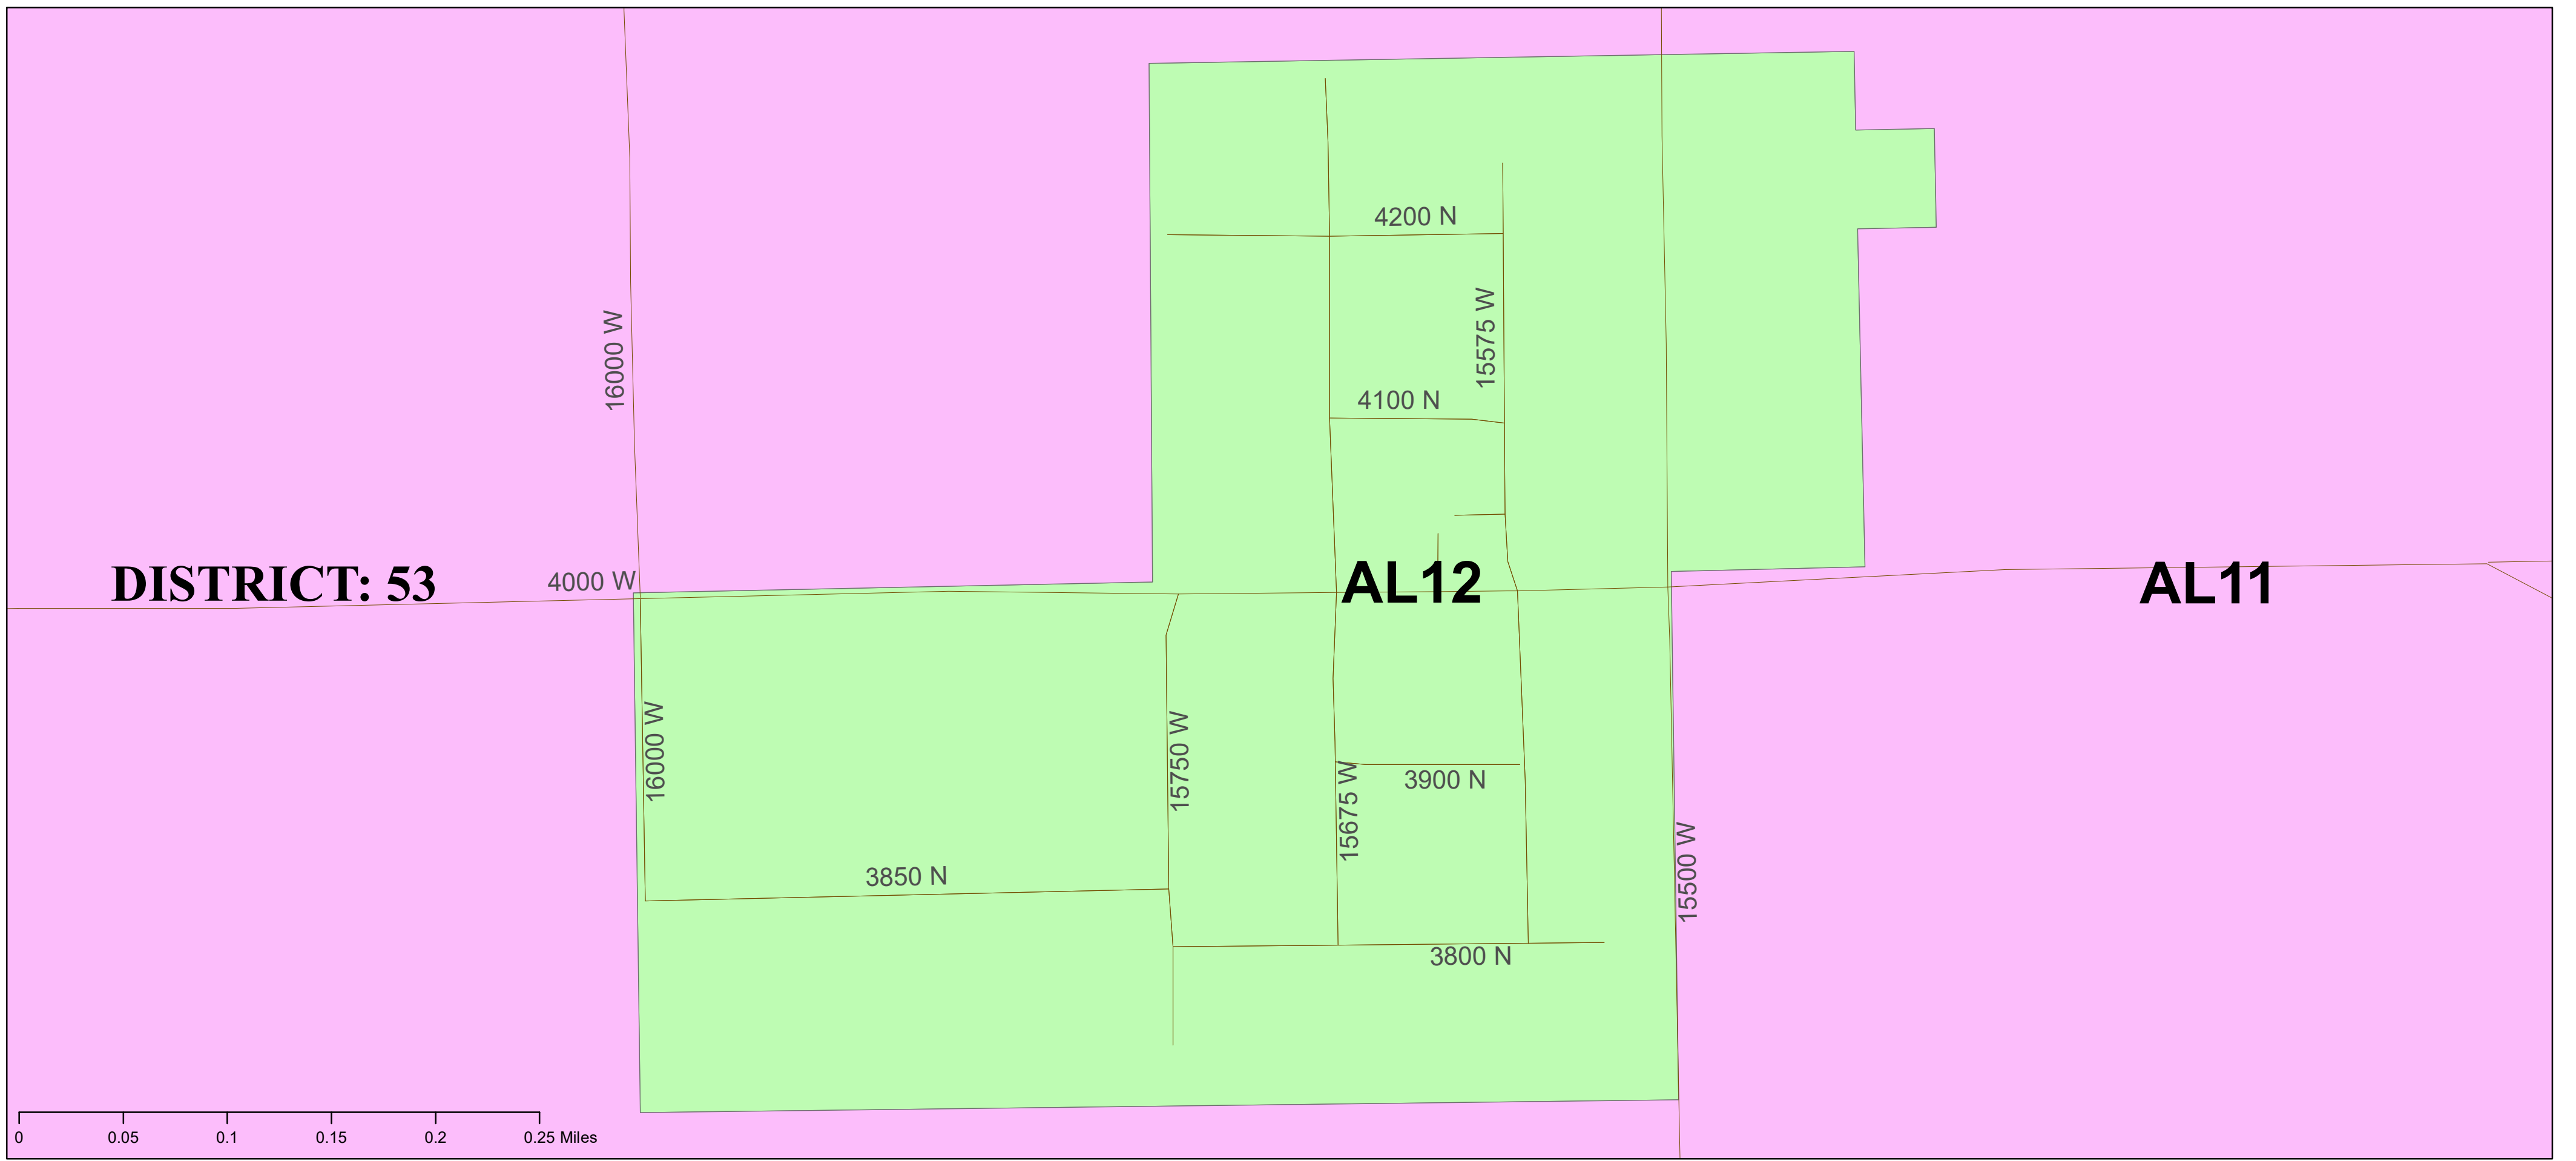 4200 N
15575 W
16000 W
4100 N
DISTRICT: 53
4000 W
AL12
AL11
16000 W
15750 W
15675 W
3900 N
15500 W
3850 N
3800 N
0 0.05 0.1 0.15 0.2 0.25 Miles